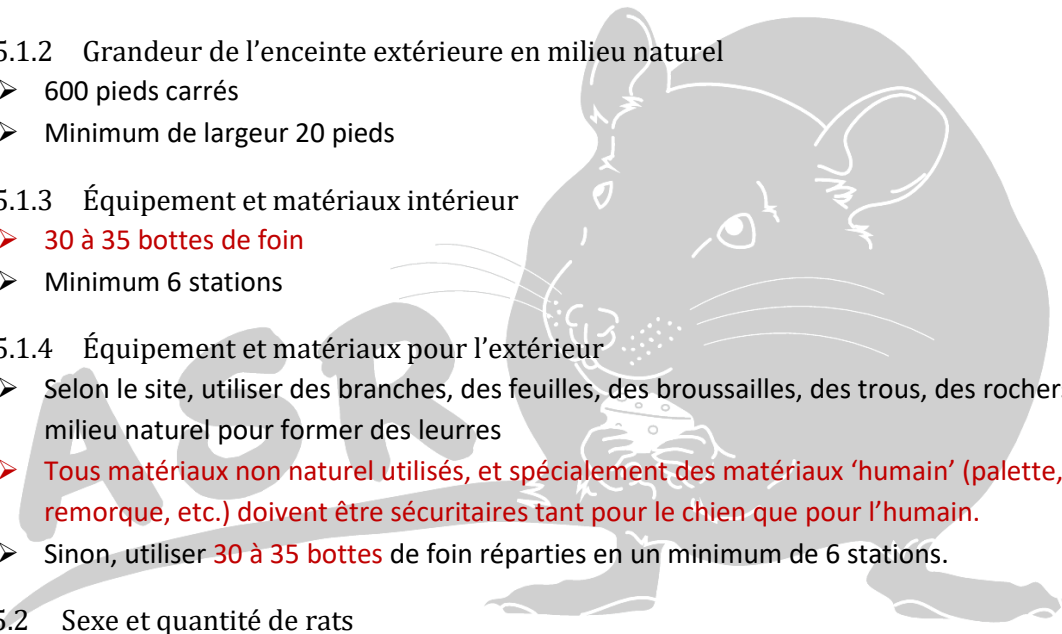 5.1.2 Grandeur de l’enceinte extérieure en milieu naturel
➢ 600 pieds carrés
➢ Minimum de largeur 20 pieds
5.1.3 Équipement et matériaux intérieur
➢ 30 à 35 bottes de foin
➢ Minimum 6 stations
5.1.4 Équipement et matériaux pour l’extérieur
➢ Selon le site, utiliser des branches, des feuilles, des broussailles, des trous, des rocher
milieu naturel pour former des leurres
➢ Tous matériaux non naturel utilisés, et spécialement des matériaux ‘humain’ (palette,
remorque, etc.) doivent être sécuritaires tant pour le chien que pour l’humain.
➢ Sinon, utiliser 30 à 35 bottes de foin réparties en un minimum de 6 stations.
5.2 Sexe et quantité de rats
ASR